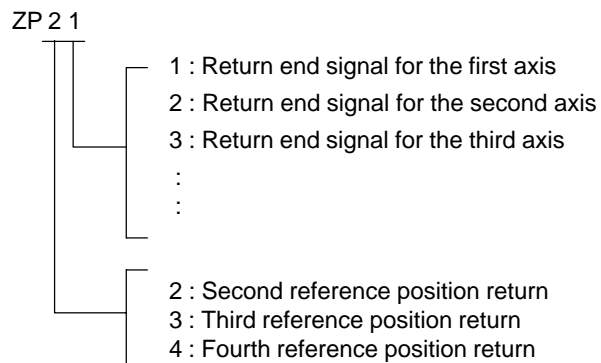 ZP 2 1
1 : Return end signal for the first axis
2 : Return end signal for the second axis
3 : Return end signal for the third axis
:
:
2 : Second reference position return
3 : Third reference position return
4 : Fourth reference position return